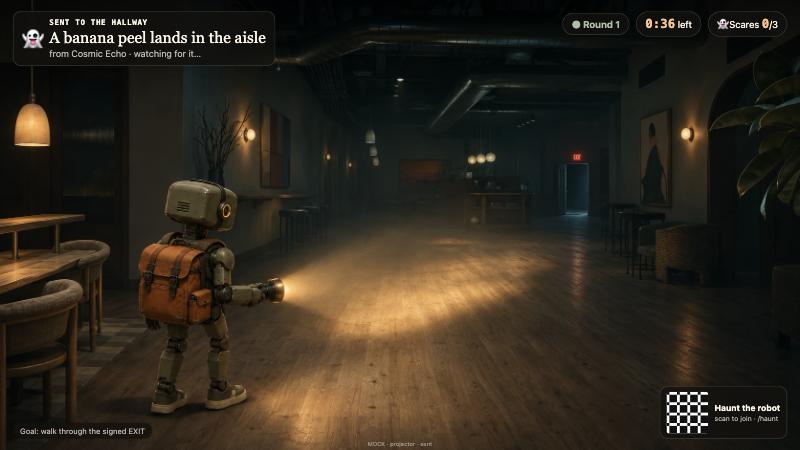 SENT TO THE HALLWAY
A banana peel lands in the aisle
from Cosmic Echo · watching for it...
Round 1
0:36 left
Scares 0/3
EXIT
Haunt the robot
scan to join · /haunt
Goal: walk through the signed EXIT
MOCK · projector · sent